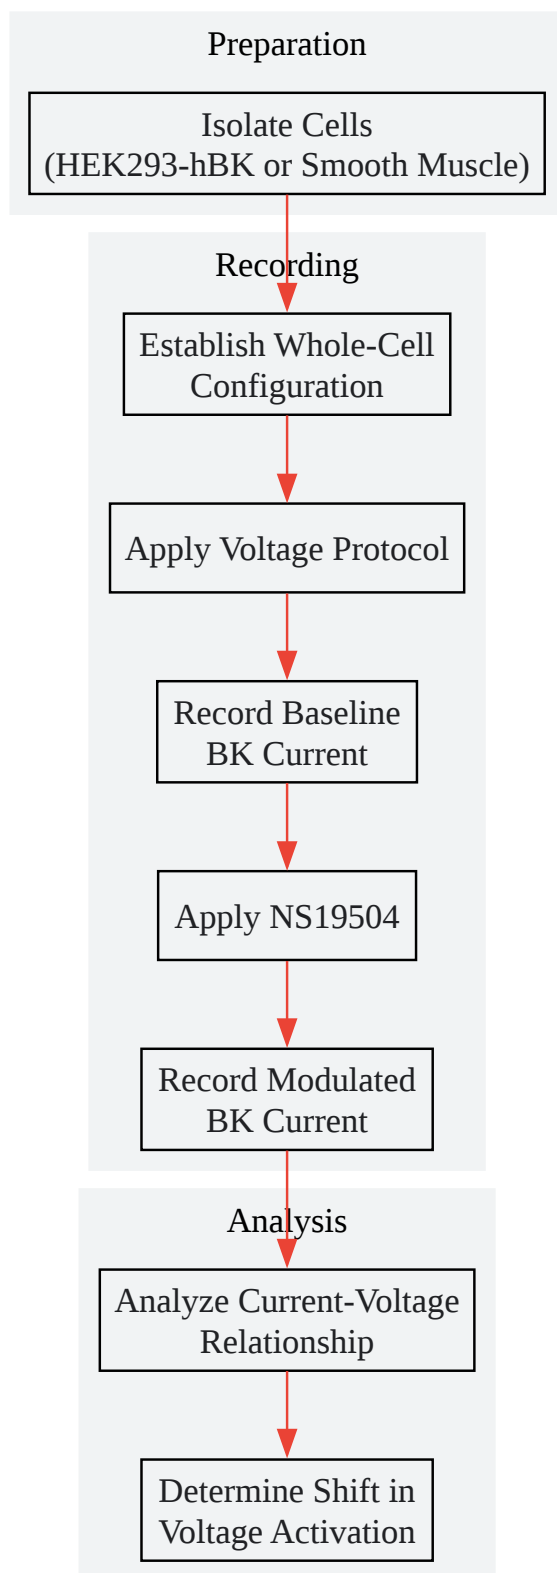 Preparation
Isolate Cells
(HEK293-hBK or Smooth Muscle)
Recording
Establish Whole-Cell
Configuration
Apply Voltage Protocol
Record Baseline
BK Current
Apply NS19504
Record Modulated
BK Current
Analysis
Analyze Current-Voltage
Relationship
Determine Shift in
Voltage Activation